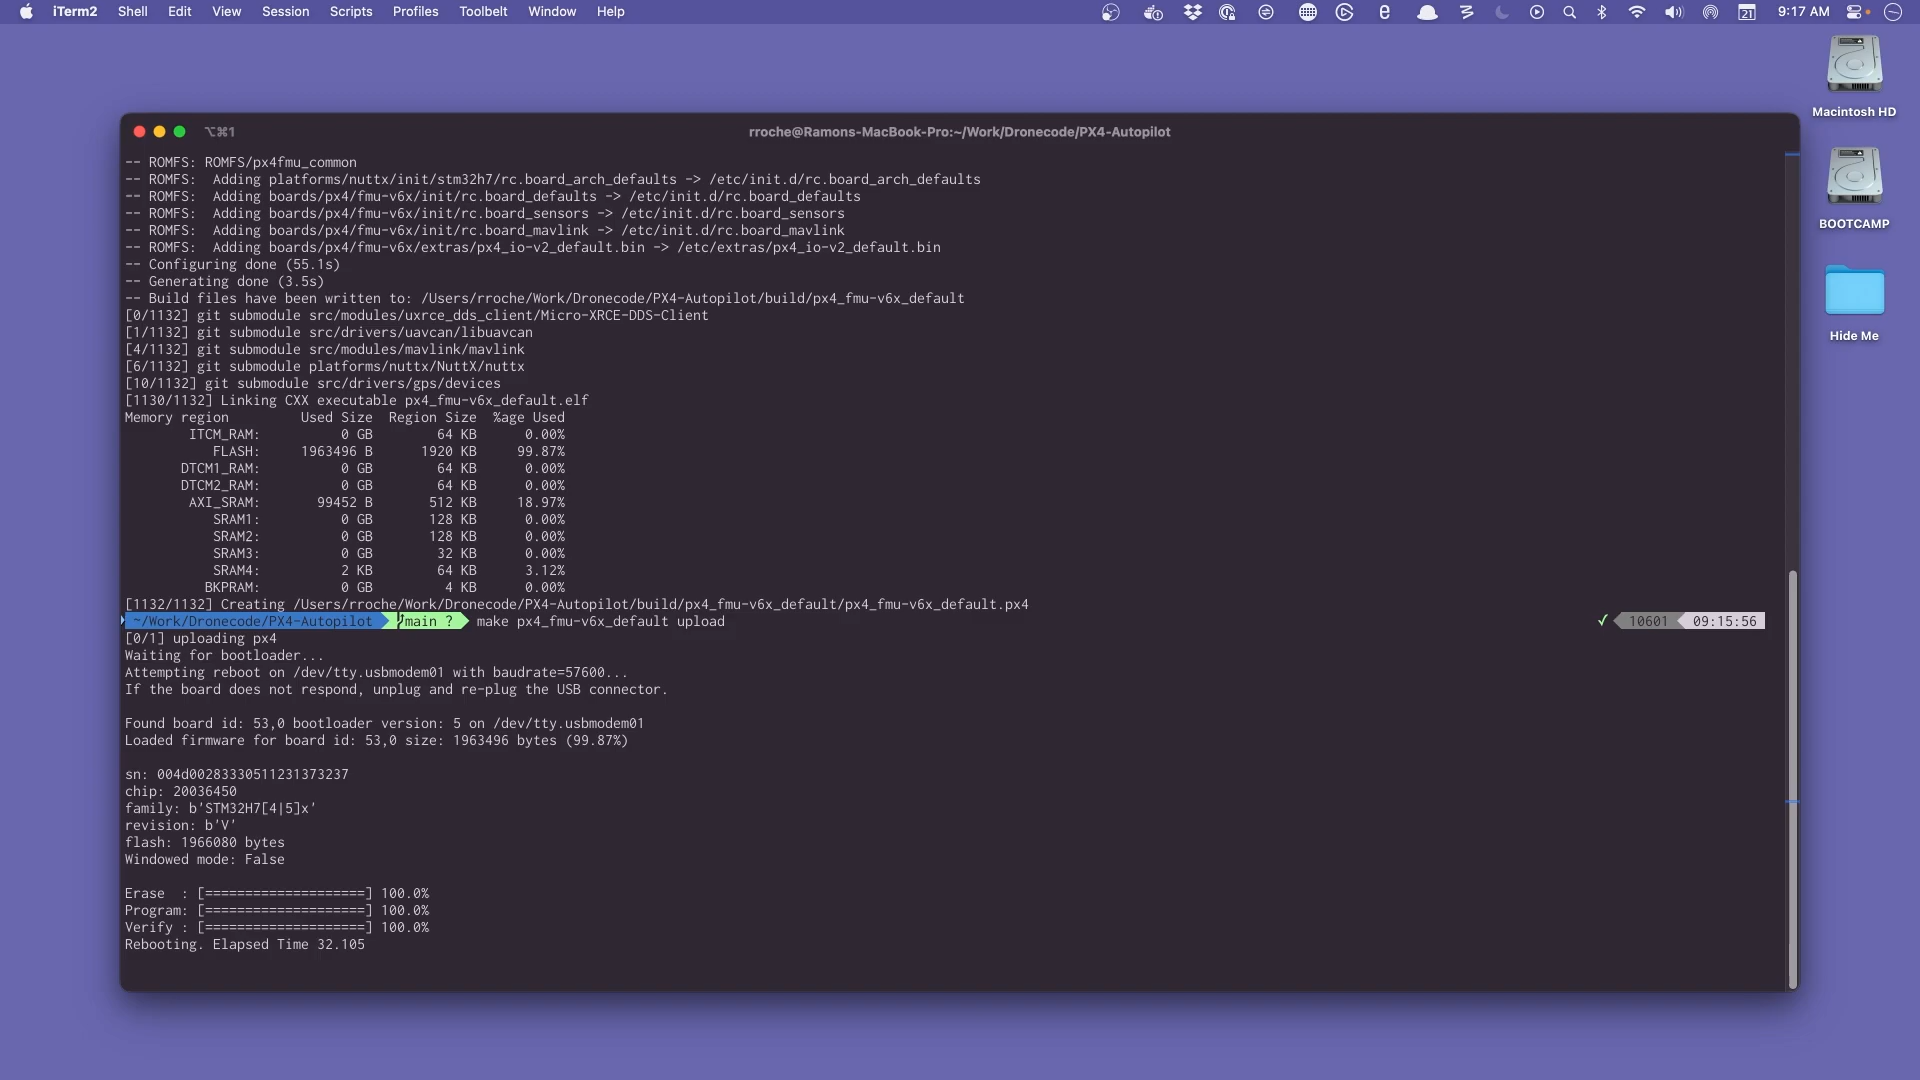 iTerm2 Shell Edit View Session Scripts Profiles Toolbelt Window Help 21 9:17 AM
Macintosh HD
BOOTCAMP
Hide Me
⌥⌘1 rroche@Ramons-MacBook-Pro:~/Work/Dronecode/PX4-Autopilot
-- ROMFS: ROMFS/px4fmu_common
-- ROMFS:  Adding platforms/nuttx/init/stm32h7/rc.board_arch_defaults -> /etc/init.d/rc.board_arch_defaults
-- ROMFS:  Adding boards/px4/fmu-v6x/init/rc.board_defaults -> /etc/init.d/rc.board_defaults
-- ROMFS:  Adding boards/px4/fmu-v6x/init/rc.board_sensors -> /etc/init.d/rc.board_sensors
-- ROMFS:  Adding boards/px4/fmu-v6x/init/rc.board_mavlink -> /etc/init.d/rc.board_mavlink
-- ROMFS:  Adding boards/px4/fmu-v6x/extras/px4_io-v2_default.bin -> /etc/extras/px4_io-v2_default.bin
-- Configuring done (55.1s)
-- Generating done (3.5s)
-- Build files have been written to: /Users/rroche/Work/Dronecode/PX4-Autopilot/build/px4_fmu-v6x_default
[0/1132] git submodule src/modules/uxrce_dds_client/Micro-XRCE-DDS-Client
[1/1132] git submodule src/drivers/uavcan/libuavcan
[4/1132] git submodule src/modules/mavlink/mavlink
[6/1132] git submodule platforms/nuttx/NuttX/nuttx
[10/1132] git submodule src/drivers/gps/devices
[1130/1132] Linking CXX executable px4_fmu-v6x_default.elf
Memory region         Used Size  Region Size  %age Used
ITCM_RAM:          0 GB        64 KB      0.00%
FLASH:     1963496 B      1920 KB     99.87%
DTCM1_RAM:          0 GB        64 KB      0.00%
DTCM2_RAM:          0 GB        64 KB      0.00%
AXI_SRAM:       99452 B       512 KB     18.97%
SRAM1:          0 GB       128 KB      0.00%
SRAM2:          0 GB       128 KB      0.00%
SRAM3:          0 GB        32 KB      0.00%
SRAM4:          2 KB        64 KB      3.12%
BKPRAM:          0 GB         4 KB      0.00%
[1132/1132] Creating /Users/rroche/Work/Dronecode/PX4-Autopilot/build/px4_fmu-v6x_default/px4_fmu-v6x_default.px4
~/Work/Dronecode/PX4-Autopilot main ? make px4_fmu-v6x_default upload ✓ 10601 09:15:56
[0/1] uploading px4
Waiting for bootloader...
Attempting reboot on /dev/tty.usbmodem01 with baudrate=57600...
If the board does not respond, unplug and re-plug the USB connector.
Found board id: 53,0 bootloader version: 5 on /dev/tty.usbmodem01
Loaded firmware for board id: 53,0 size: 1963496 bytes (99.87%)
sn: 004d00283330511231373237
chip: 20036450
family: b'STM32H7[4|5]x'
revision: b'V'
flash: 1966080 bytes
Windowed mode: False
Erase  : [====================] 100.0%
Program: [====================] 100.0%
Verify : [====================] 100.0%
Rebooting. Elapsed Time 32.105